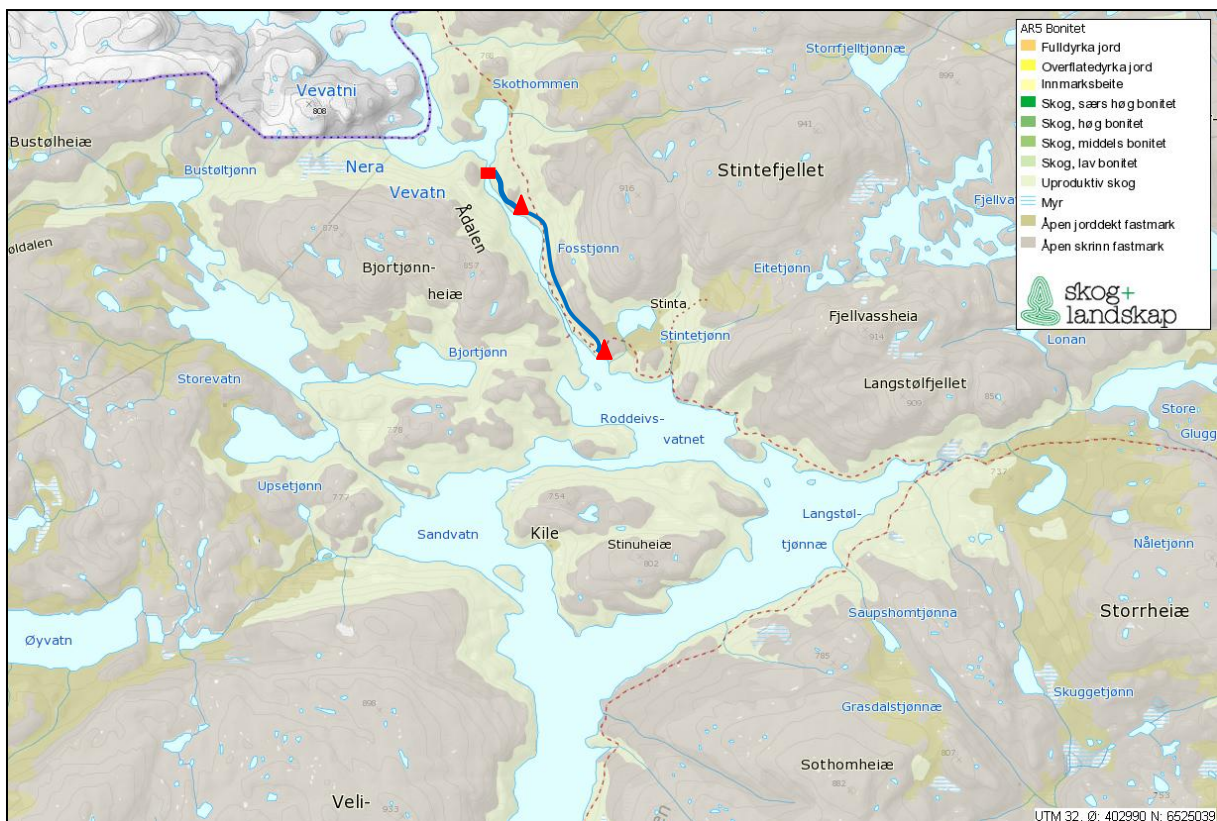 AR5 Bonitet
Fulldyrka jord
Overflatedyrka jord
Innmarksbeite
Skog, særs høg bonitet
Skog, høg bonitet
Skog, middels bonitet
Skog, lav bonitet
Uproduktiv skog
Myr
Åpen jorddekt fastmark
Åpen skrinn fastmark
skog+
landskap
Storrfjelltjønnæ
899
Skothommen
Vevatni
808
Bustølheiæ
941
Bustøltjønn
Nera
Vevatn
Stintefjellet
916
Fjellva
Ådalen
øldalen
879
Fosstjønn
857
Bjortjønn-
heiæ
Eitetjønn
Stinta
Stintetjønn
Fjellvassheia
914
Lonan
Bjortjønn
Storevatn
Langstølfjellet
909
Store
Glugg
Roddeivs-
vatnet
737
Upsetjønn
777
754
Sandvatn
Kile
Langstøl-
tjønnæ
Stinuheiæ
802
Nåletjønn
Øyvatn
Saupshomtjønna
Storrheiæ
785
Skuggetjønn
898
Grasdalstjønnæ
807
Sothomheiæ
882
Veli-
933
UTM 32, Ø: 402990 N: 6525039